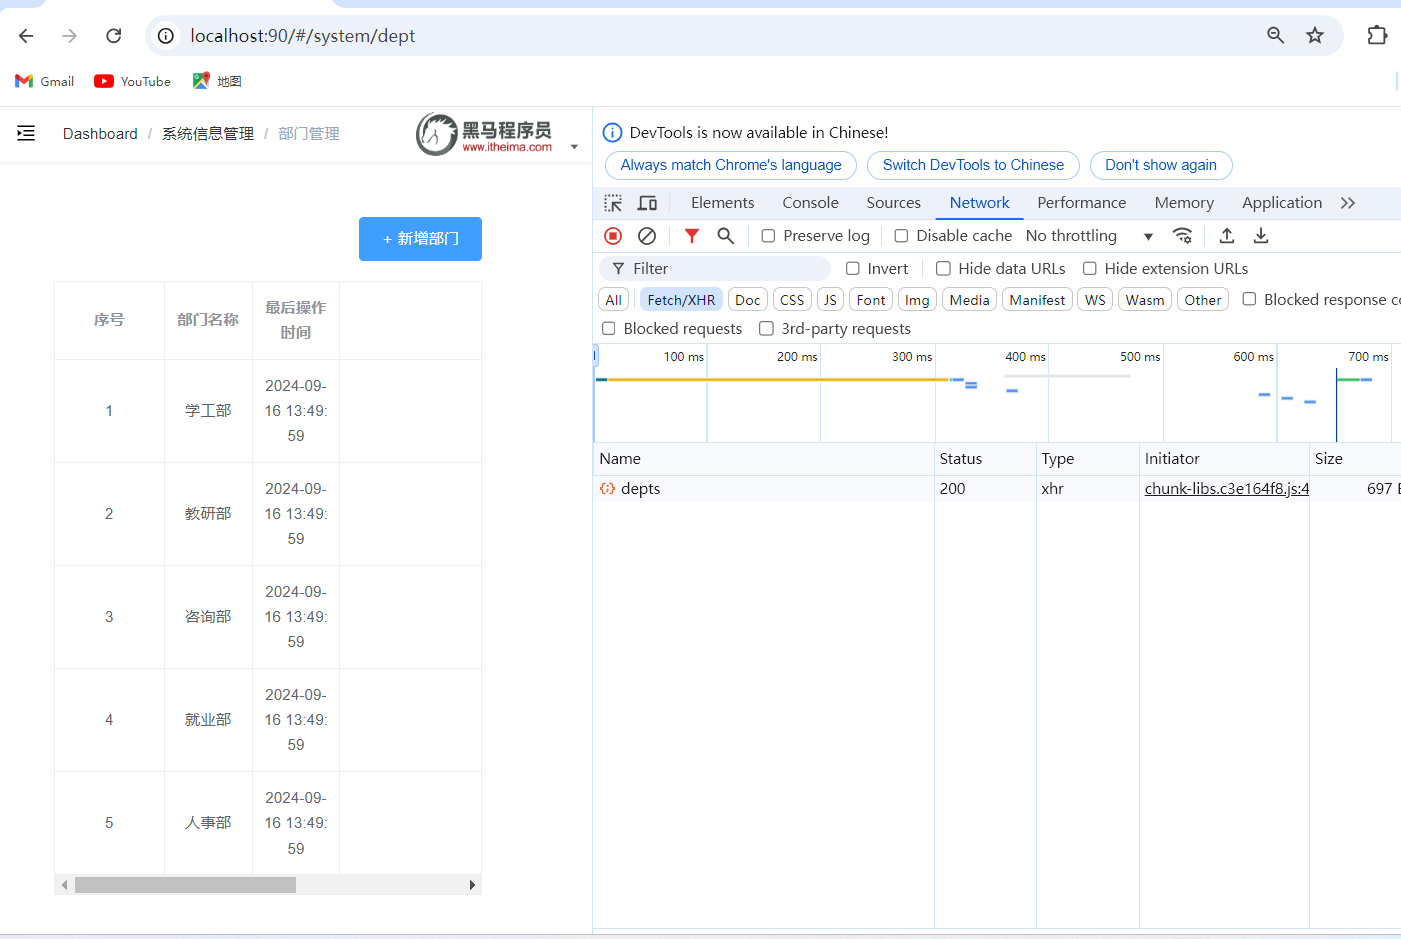 localhost:90/#/system/dept
Gmail YouTube 地图
Dashboard / 系统信息管理 / 部门管理
黑马程序员
www.itheima.com
+ 新增部门
序号 部门名称 最后操作
时间
1 学工部 2024-09-
16 13:49:
59
2 教研部 2024-09-
16 13:49:
59
3 咨询部 2024-09-
16 13:49:
59
4 就业部 2024-09-
16 13:49:
59
5 人事部 2024-09-
16 13:49:
59
DevTools is now available in Chinese!
Always match Chrome's language Switch DevTools to Chinese Don't show again
Elements Console Sources Network Performance Memory Application
Preserve log Disable cache No throttling
Filter Invert Hide data URLs Hide extension URLs
All Fetch/XHR Doc CSS JS Font Img Media Manifest WS Wasm Other Blocked response c
Blocked requests 3rd-party requests
100 ms 200 ms 300 ms 400 ms 500 ms 600 ms 700 ms
Name Status Type Initiator Size
depts 200 xhr chunk-libs.c3e164f8.js:4 697